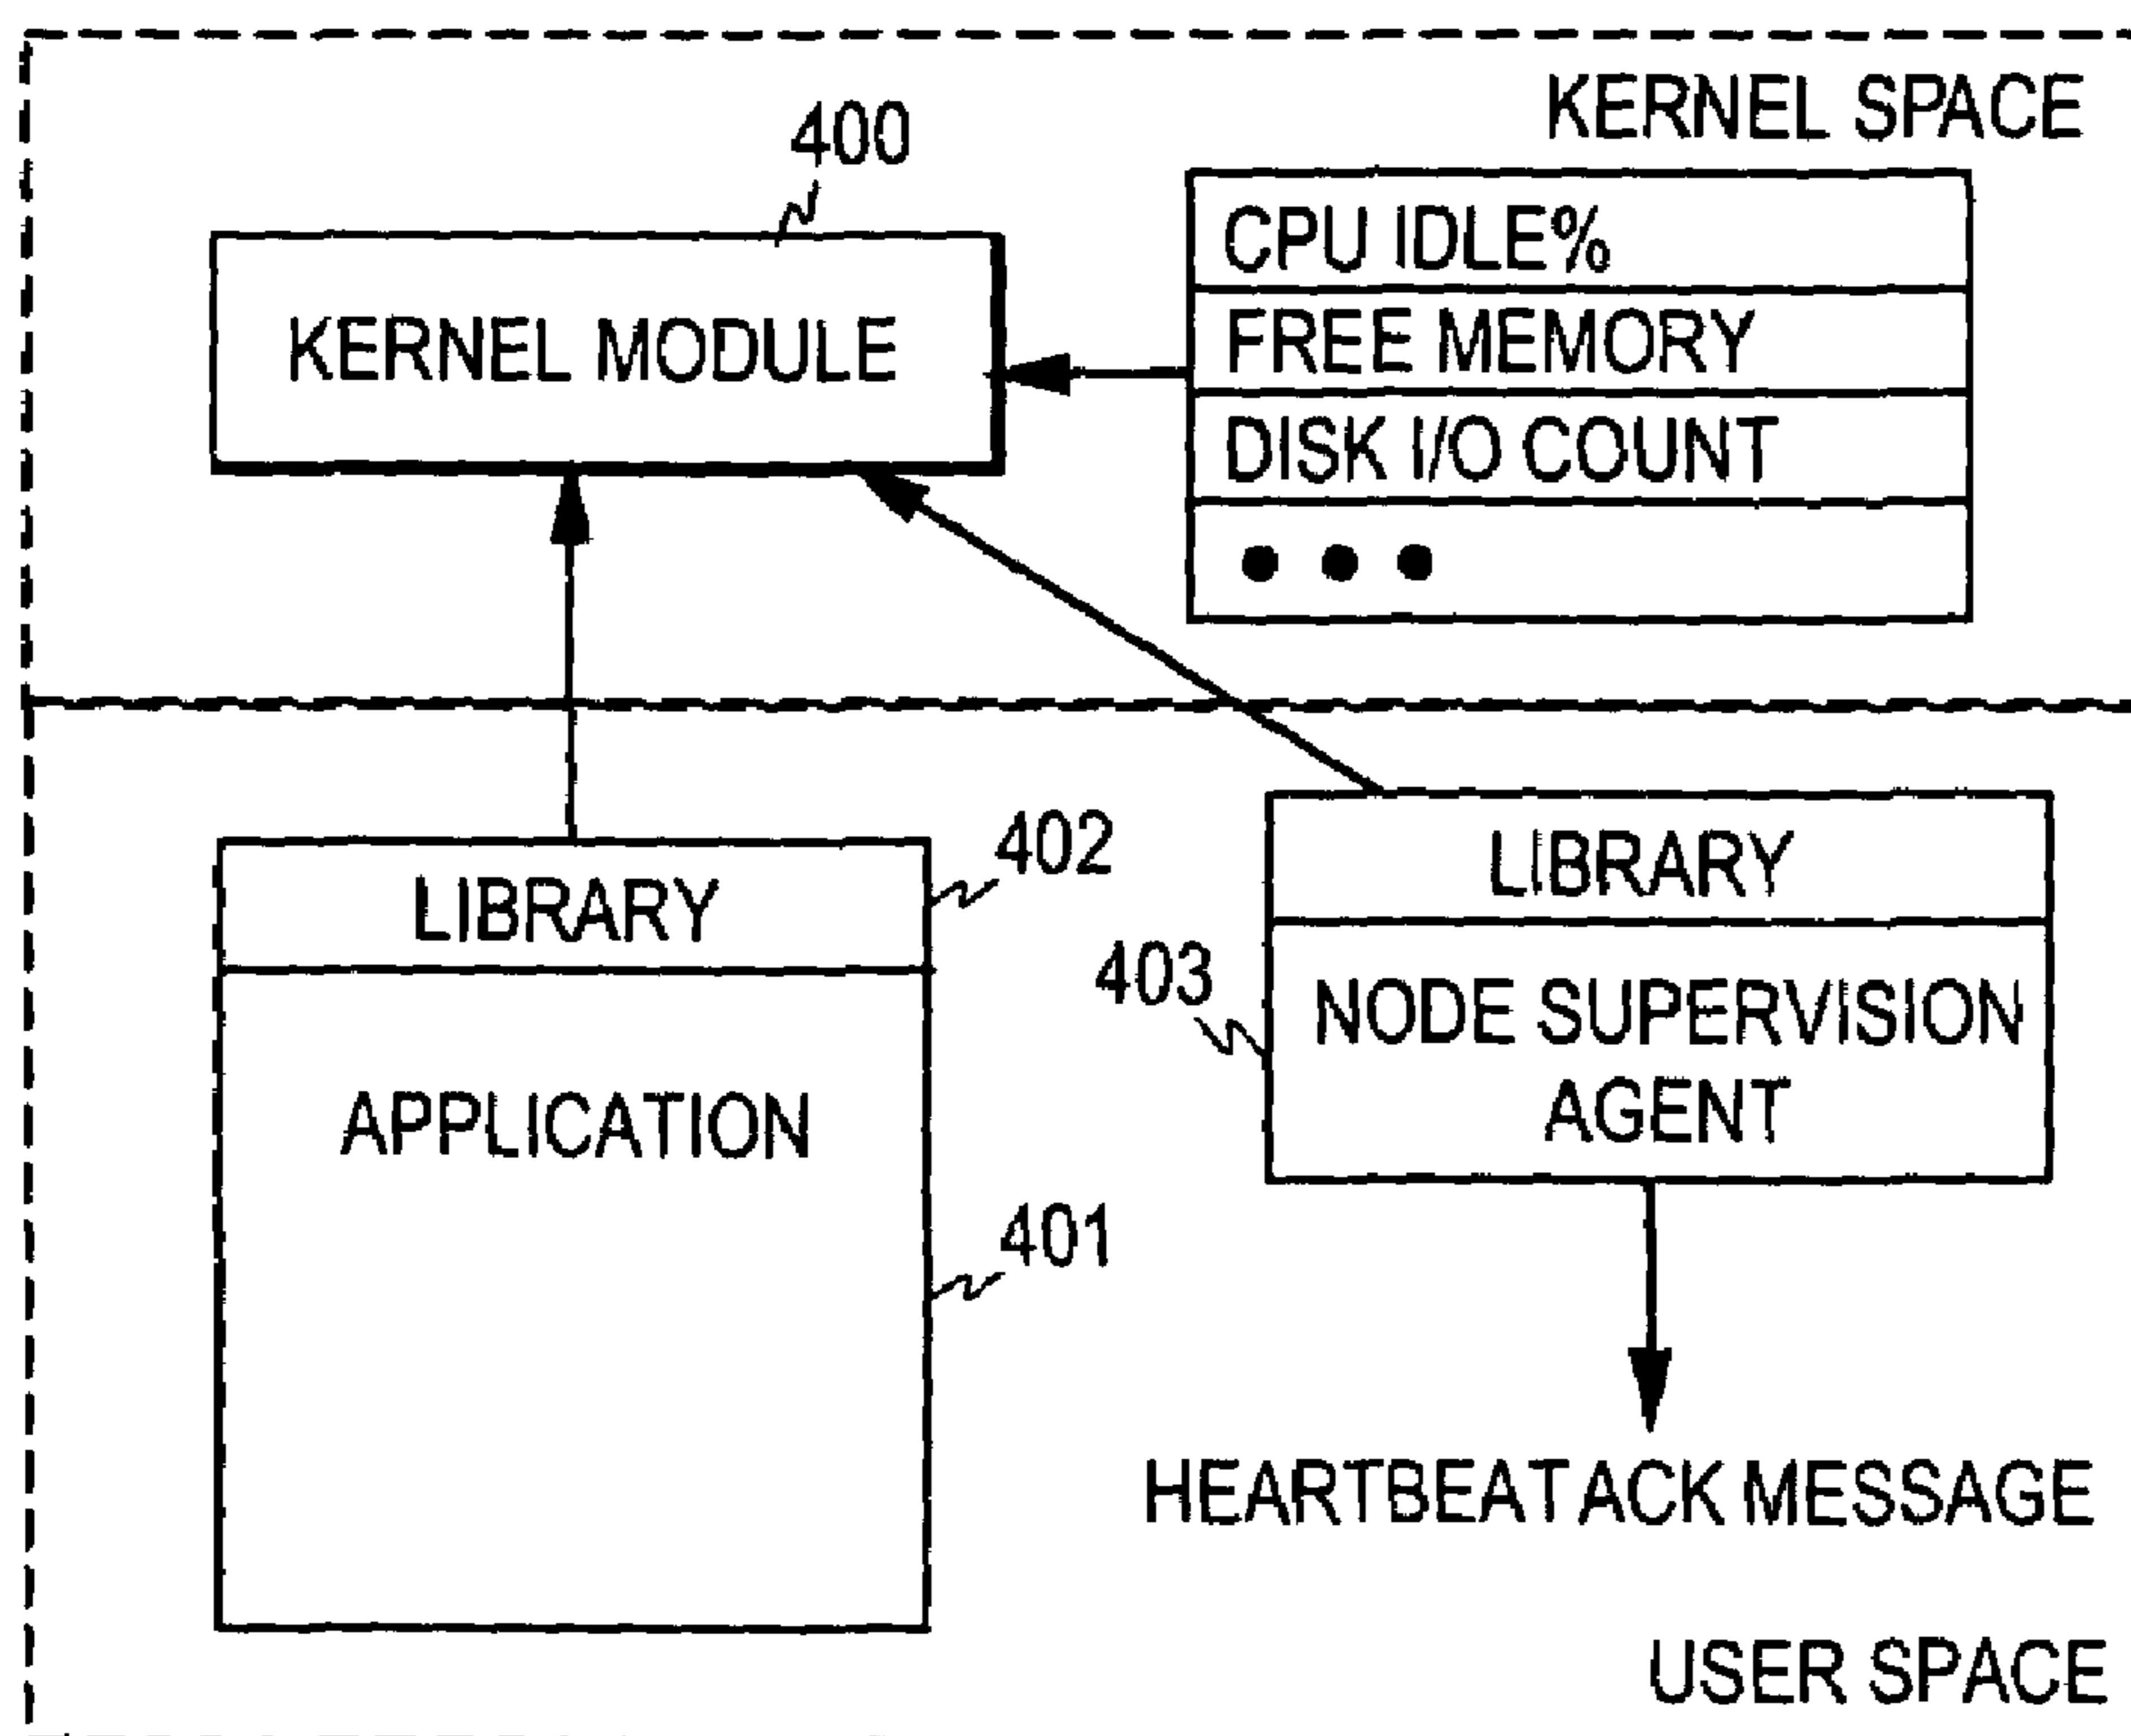 KERNEL SPACE
400
KERNEL MODULE
CPU IDLE%
FREE MEMORY
DISK I/O COUNT
LIBRARY
402
APPLICATION
401
LIBRARY
403
NODE SUPERVISION
AGENT
HEARTBEAT ACK MESSAGE
USER SPACE